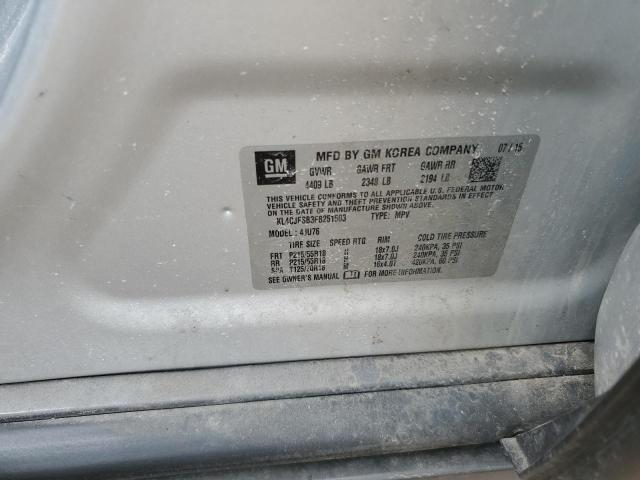 GM
MFD BY GM KOREA COMPANY 07 / 15
GVWR GAWR FRT GAWR RR
4409 LB 2348 LB 2194 LB
THIS VEHICLE CONFORMS TO ALL APPLICABLE U.S. FEDERAL MOTOR
VEHICLE SAFETY AND THEFT PREVENTION STANDARDS IN EFFECT
ON THE DATE OF MANUFACTURE SHOWN ABOVE.
KL4CJFSB3FB251503 TYPE: MPV
MODEL : 4JU76
TIRE SIZE SPEED RTG RIM COLD TIRE PRESSURE
FRT P215/55R18 H 18x7.0J 240KPA, 35 PSI
RR P215/55R18 H 18x7.0J 240KPA, 35 PSI
SPA T125/70R16 M 16x4.0T 420KPA, 60 PSI
SEE OWNER'S MANUAL FOR MORE INFORMATION.